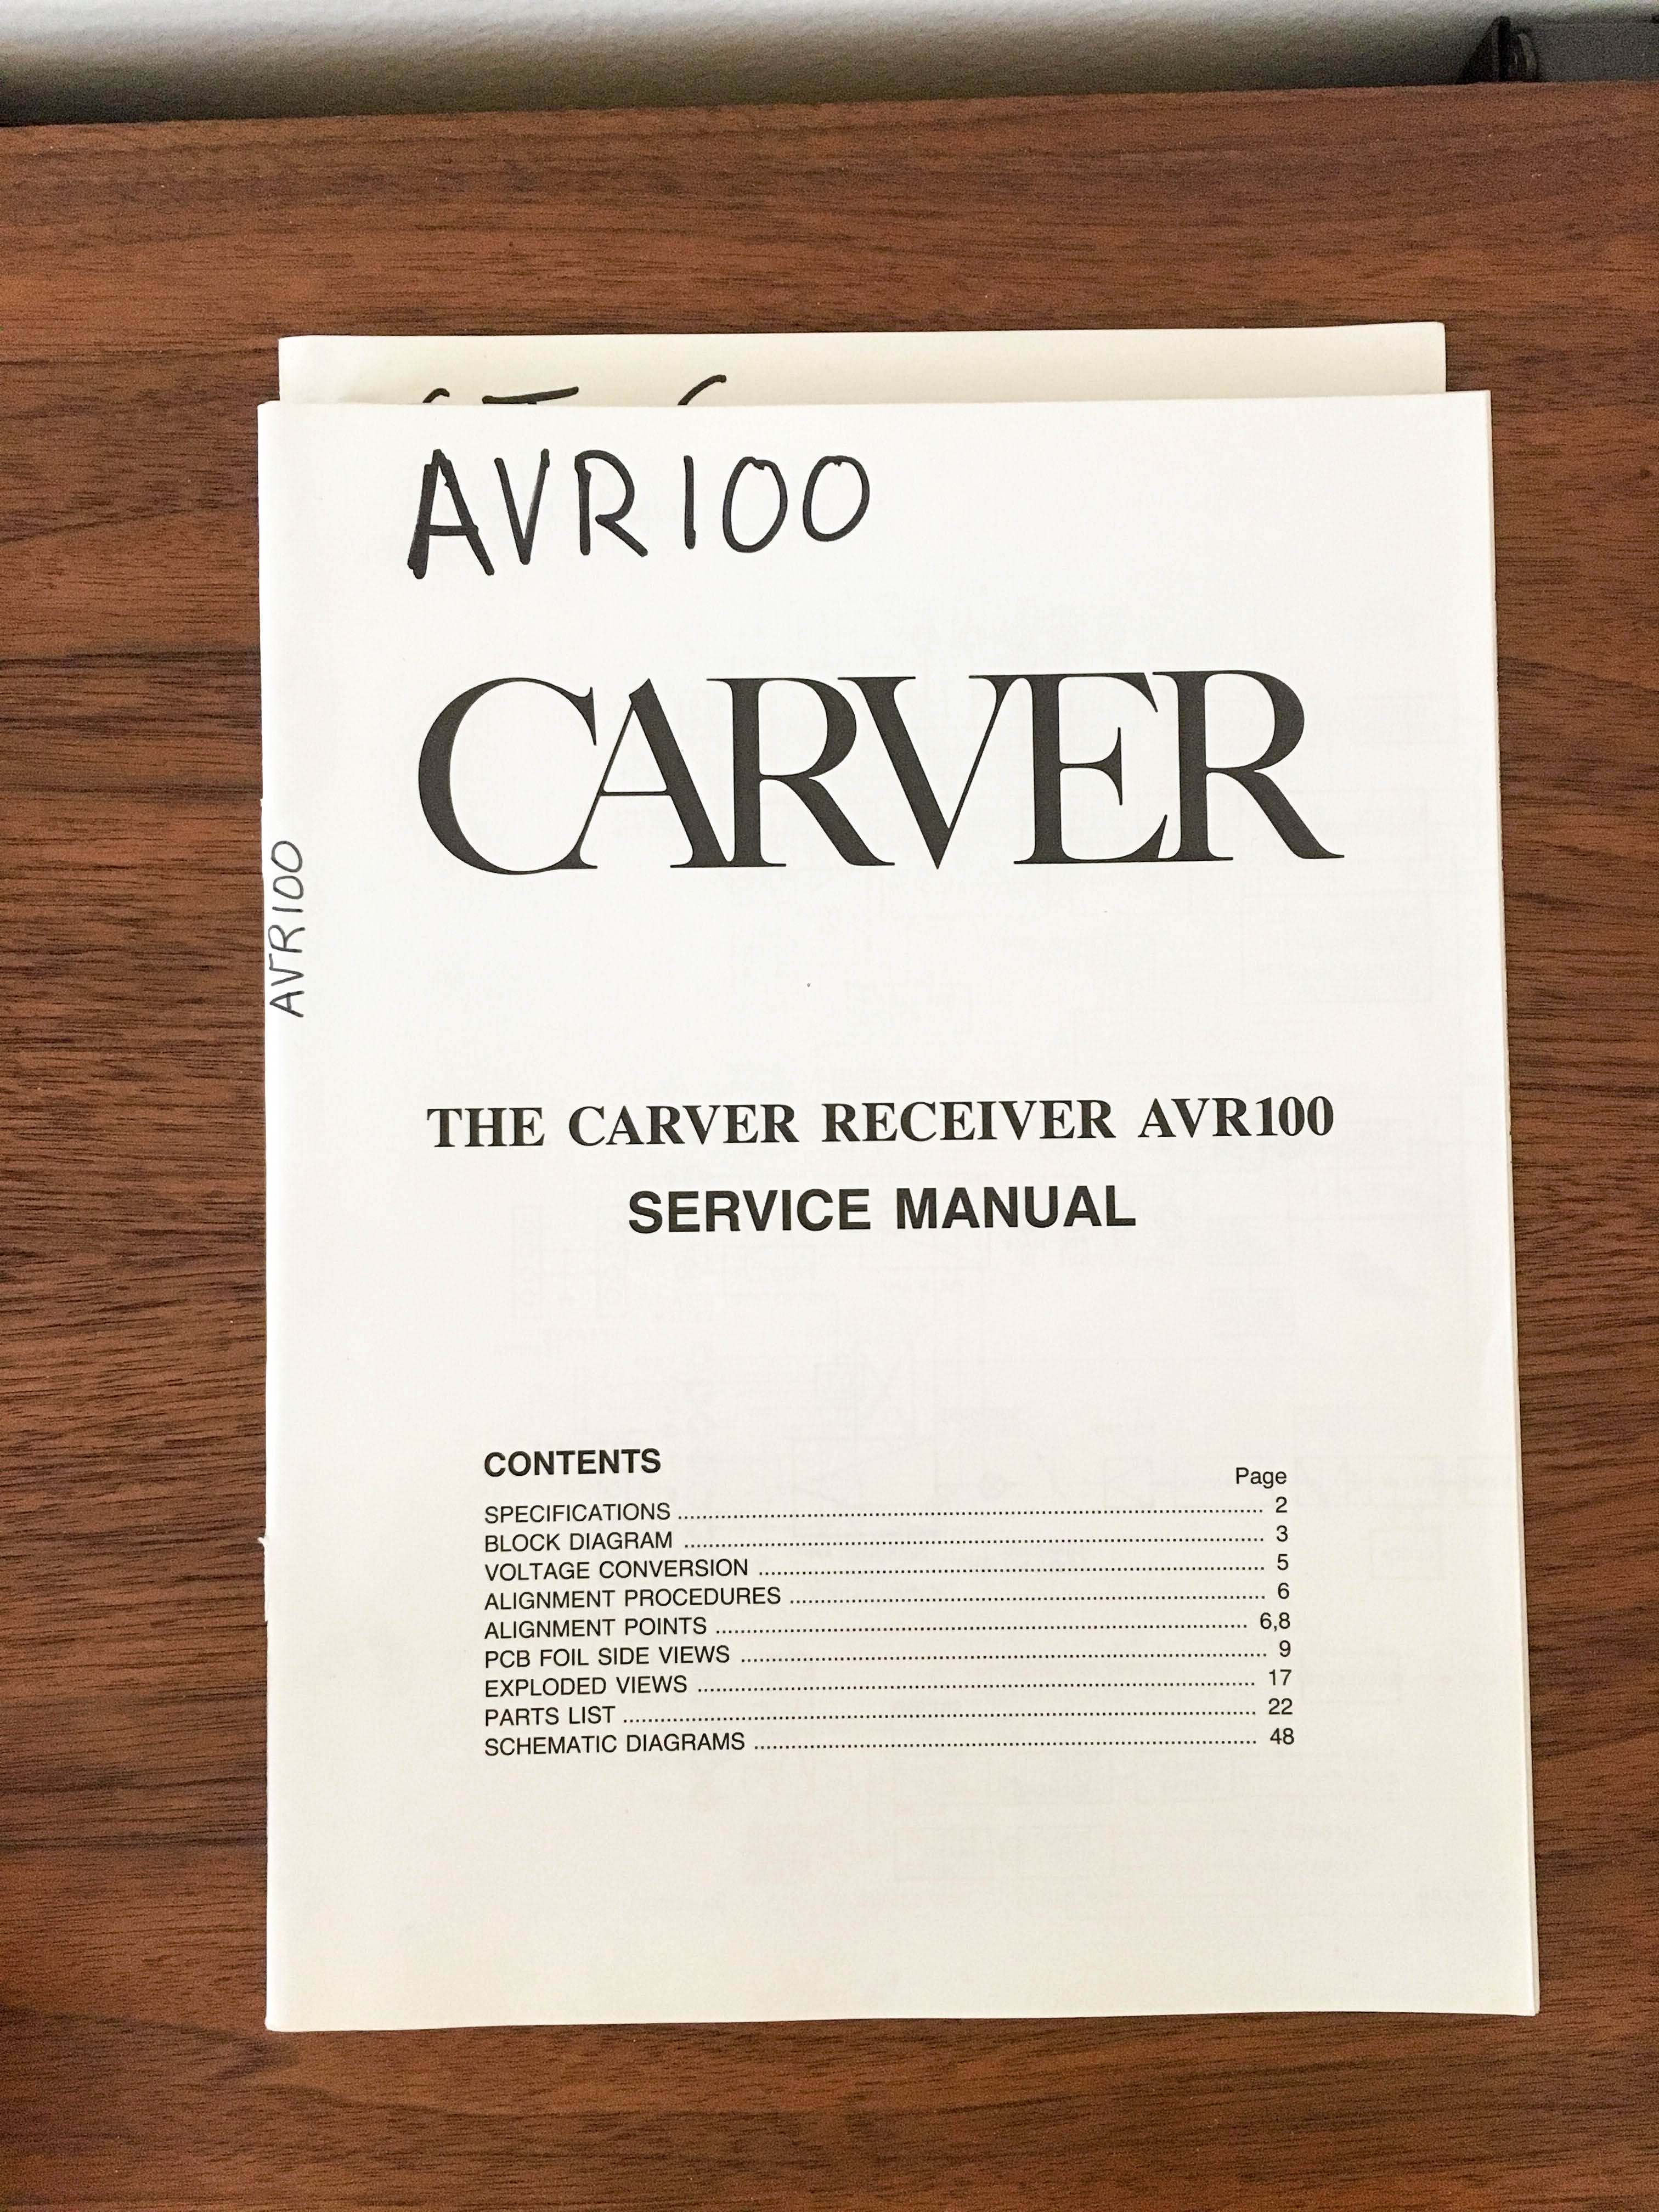 AVR100
CARVER
AVR100
THE CARVER RECEIVER AVR100
SERVICE MANUAL
CONTENTS
Page
SPECIFICATIONS ........ 2
BLOCK DIAGRAM ........ 3
VOLTAGE CONVERSION ........ 5
ALIGNMENT PROCEDURES ........ 6
ALIGNMENT POINTS ........ 6,8
PCB FOIL SIDE VIEWS ........ 9
EXPLODED VIEWS ........ 17
PARTS LIST ........ 22
SCHEMATIC DIAGRAMS ........ 48